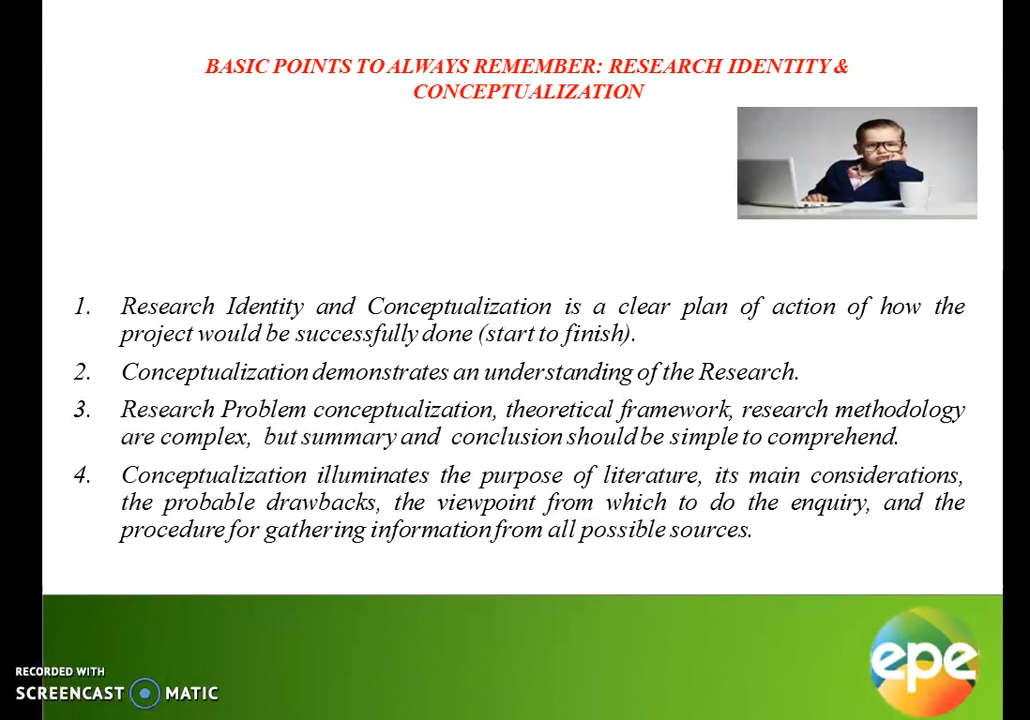 BASIC POINTS TO ALWAYS REMEMBER: RESEARCH IDENTITY &
CONCEPTUALIZATION
1. Research Identity and Conceptualization is a clear plan of action of how the
project would be successfully done (start to finish).
2. Conceptualization demonstrates an understanding of the Research.
3. Research Problem conceptualization, theoretical framework, research methodology
are complex, but summary and conclusion should be simple to comprehend.
4. Conceptualization illuminates the purpose of literature, its main considerations,
the probable drawbacks, the viewpoint from which to do the enquiry, and the
procedure for gathering information from all possible sources.
epe
RECORDED WITH
SCREENCAST MATIC